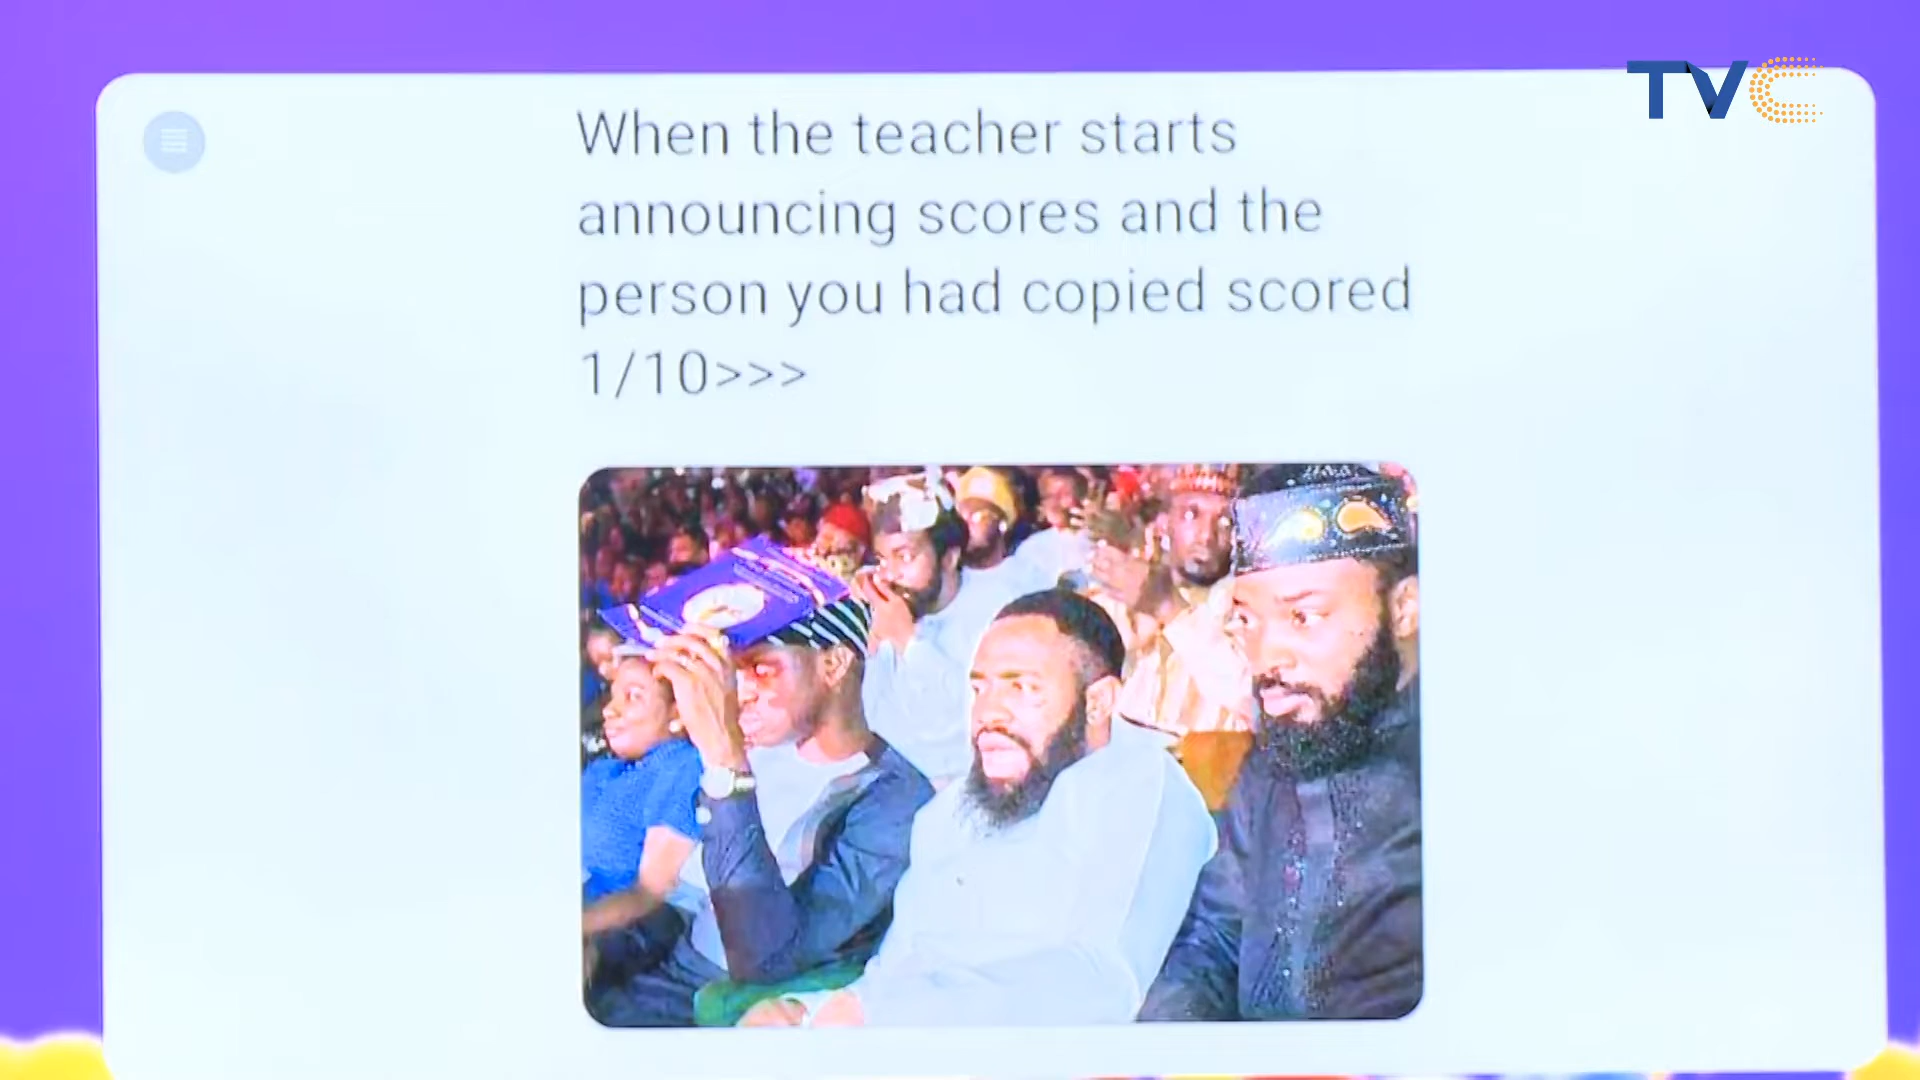 TVC
When the teacher starts
announcing scores and the
person you had copied scored
1/10>>>